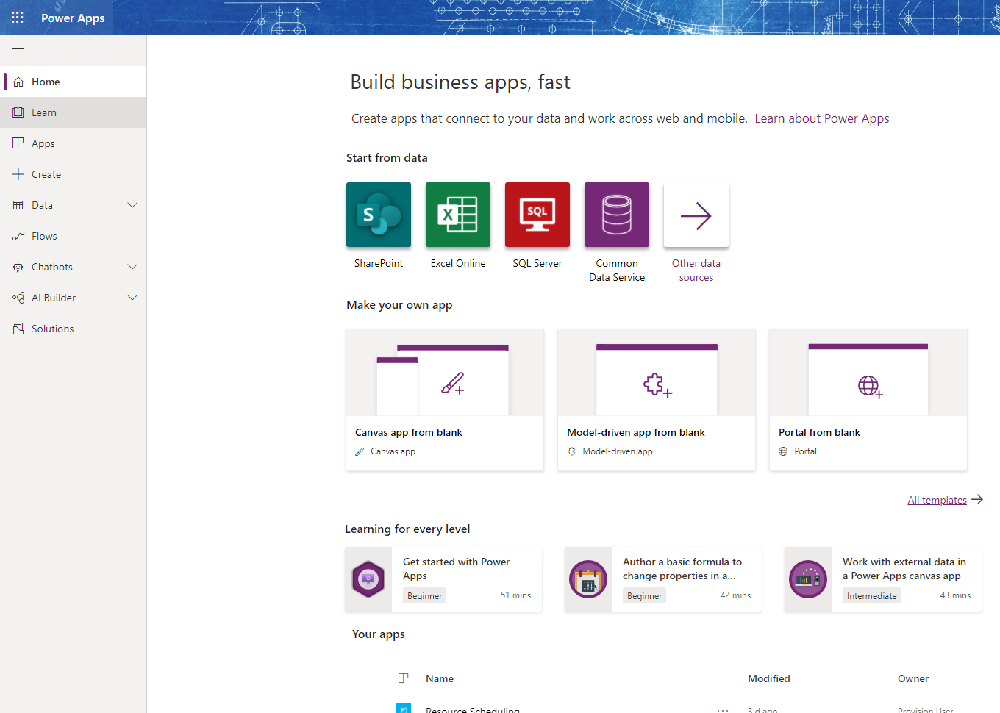 Power Apps
Home
Learn
Apps
Create
Data
Flows
Chatbots
AI Builder
Solutions
Build business apps, fast
Create apps that connect to your data and work across web and mobile. Learn about Power Apps
Start from data
S
X
SQL
SharePoint
Excel Online
SQL Server
Common
Data Service
Other data
sources
Make your own app
Canvas app from blank
Canvas app
Model-driven app from blank
Model-driven app
Portal from blank
Portal
All templates
Learning for every level
Get started with Power
Apps
Beginner 51 mins
Author a basic formula to
change properties in a...
Beginner 42 mins
Work with external data in
a Power Apps canvas app
Intermediate 43 mins
Your apps
Name Modified Owner
Resource Scheduling ... 3 d ago Provision User